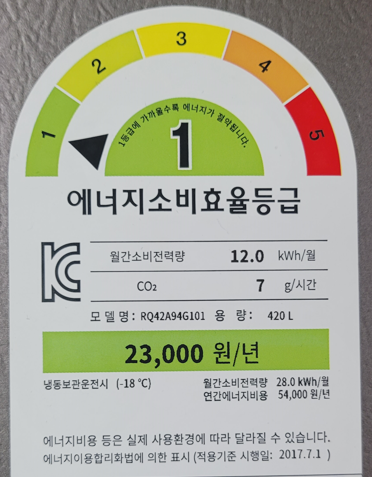 1
2
3
4
5
1등급에 가까울수록 에너지가 절약됩니다.
1
에너지소비효율등급
월간소비전력량 12.0 kWh/월
CO₂ 7 g/시간
모델명: RQ42A94G101 용 량: 420 L
23,000 원/년
냉동보관운전시 (-18 ℃) 월간소비전력량 28.0 kWh/월
연간에너지비용 54,000 원/년
에너지비용 등은 실제 사용환경에 따라 달라질 수 있습니다.
에너지이용합리화법에 의한 표시 (적용기준 시행일: 2017.7.1 )